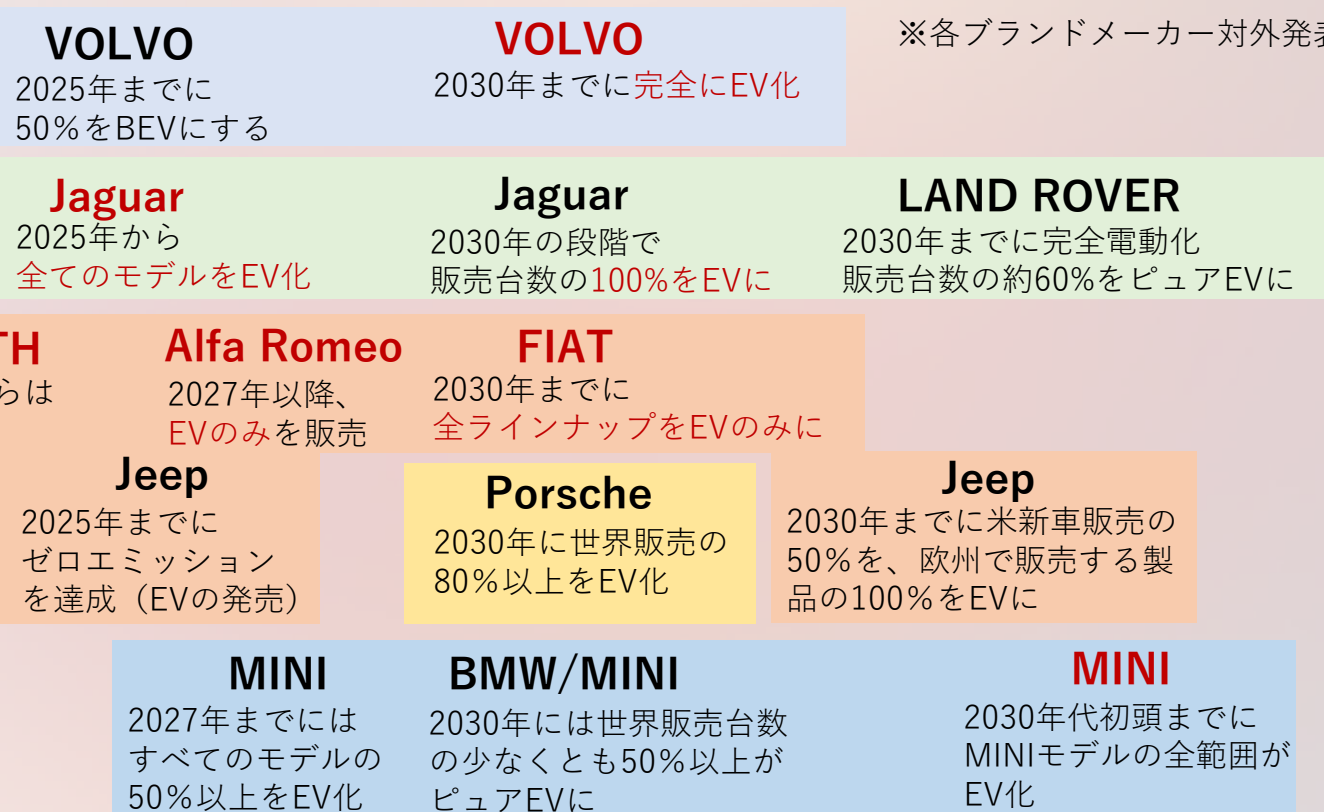 VOLVO
2025年までに
50%をBEVにする
VOLVO
2030年までに完全にEV化
※各ブランドメーカー対外発表
Jaguar
2025年から
全てのモデルをEV化
Jaguar
2030年の段階で
販売台数の100%をEVに
LAND ROVER
2030年までに完全電動化
販売台数の約60%をピュアEVに
TH
らは
Alfa Romeo
2027年以降、
EVのみを販売
FIAT
2030年までに
全ラインナップをEVのみに
Jeep
2025年までに
ゼロエミッション
を達成（EVの発売）
Porsche
2030年に世界販売の
80%以上をEV化
Jeep
2030年までに米新車販売の
50%を、欧州で販売する製
品の100%をEVに
MINI
2027年までには
すべてのモデルの
50%以上をEV化
BMW/MINI
2030年には世界販売台数
の少なくとも50%以上が
ピュアEVに
MINI
2030年代初頭までに
MINIモデルの全範囲が
EV化